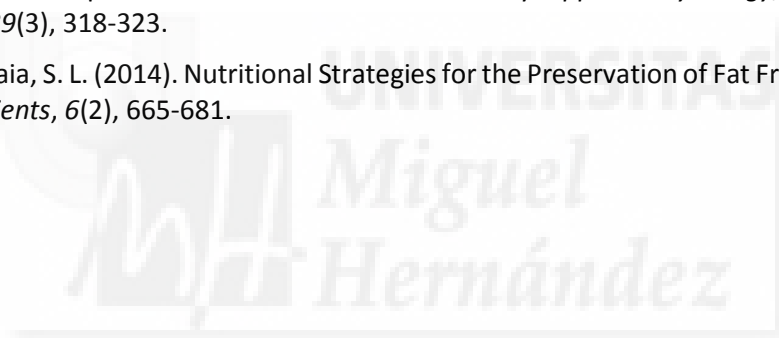 9(3), 318-323.
aia, S. L. (2014). Nutritional Strategies for the Preservation of Fat Fr
ients, 6(2), 665-681.
UNIVERSITAS
Miguel
Hernández